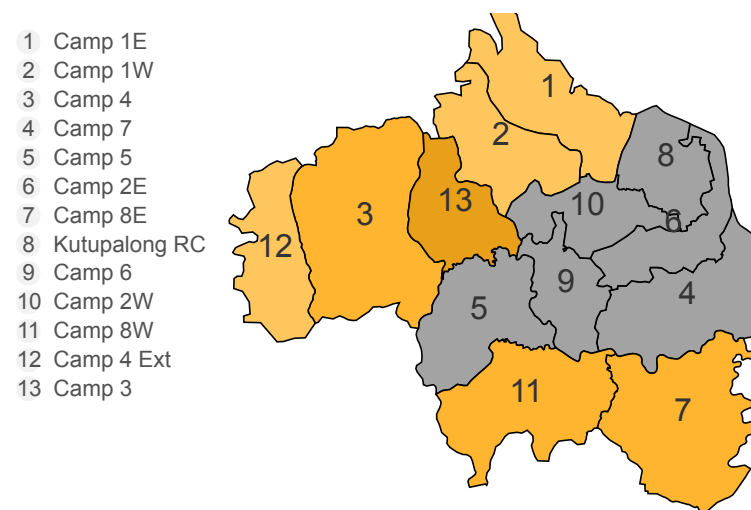 1 Camp 1E
2 Camp 1W
3 Camp 4
4 Camp 7
5 Camp 5
6 Camp 2E
7 Camp 8E
8 Kutupalong RC
9 Camp 6
10 Camp 2W
11 Camp 8W
12 Camp 4 Ext
13 Camp 3
1
2
8
3
13
10
6
12
9
4
5
11
7